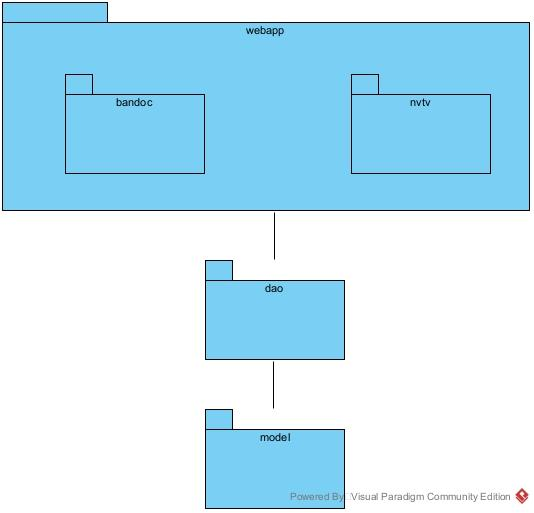 webapp
bandoc
nvtv
dao
model
Powered By Visual Paradigm Community Edition